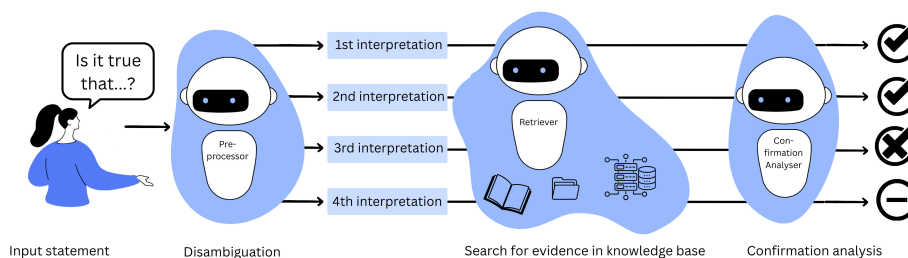 Is it true
that...?
Pre-
processor
1st interpretation
2nd interpretation
3rd interpretation
4th interpretation
Retriever
Con-
firmation
Analyser
Input statement
Disambiguation
Search for evidence in knowledge base
Confirmation analysis